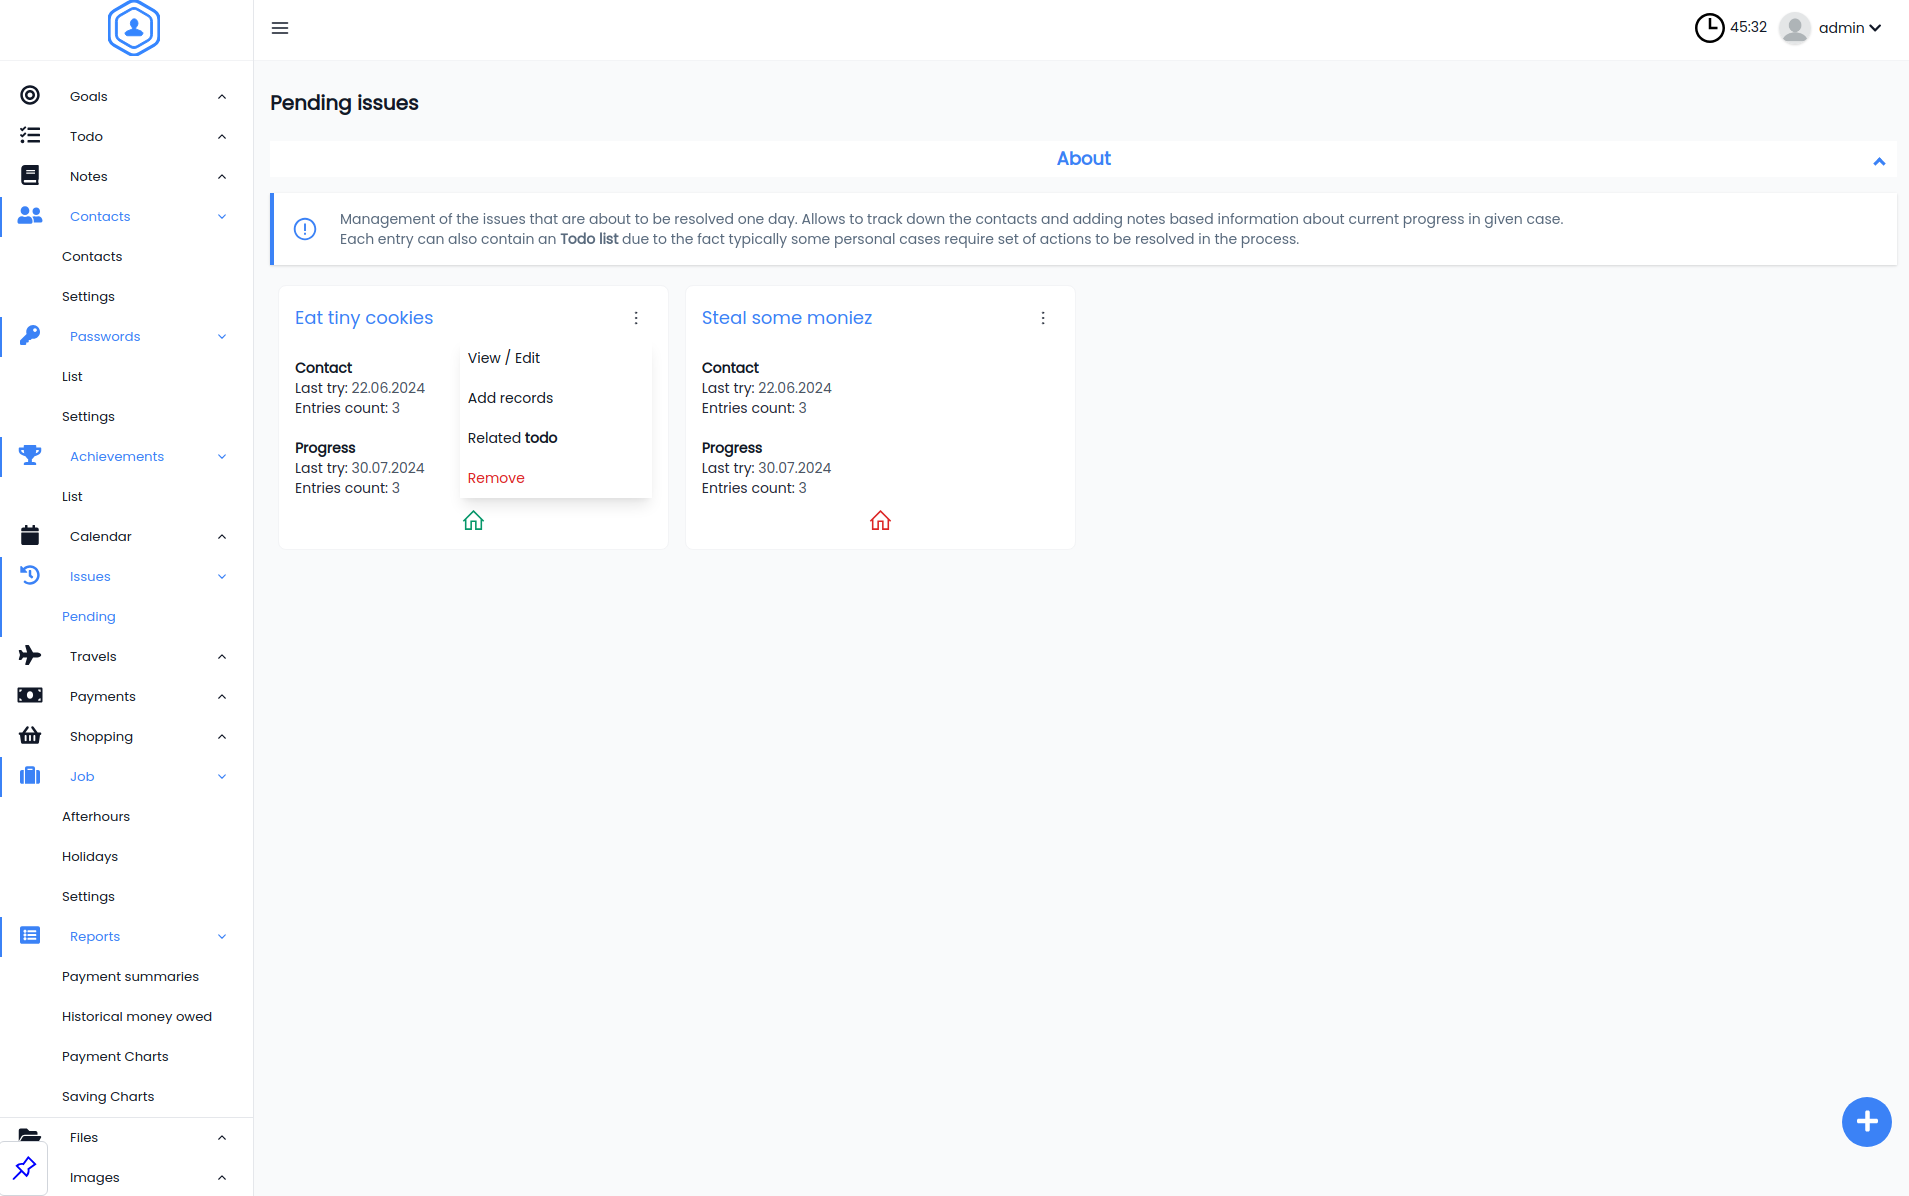 45:32
admin
Goals
Todo
Notes
Contacts
Contacts
Settings
Passwords
List
Settings
Achievements
List
Calendar
Issues
Pending
Travels
Payments
Shopping
Job
Afterhours
Holidays
Settings
Reports
Payment summaries
Historical money owed
Payment Charts
Saving Charts
Files
Images
Pending issues
About
Management of the issues that are about to be resolved one day. Allows to track down the contacts and adding notes based information about current progress in given case.
Each entry can also contain an Todo list due to the fact typically some personal cases require set of actions to be resolved in the process.
Eat tiny cookies
Contact
Last try: 22.06.2024
Entries count: 3
Progress
Last try: 30.07.2024
Entries count: 3
View / Edit
Add records
Related todo
Remove
Steal some moniez
Contact
Last try: 22.06.2024
Entries count: 3
Progress
Last try: 30.07.2024
Entries count: 3